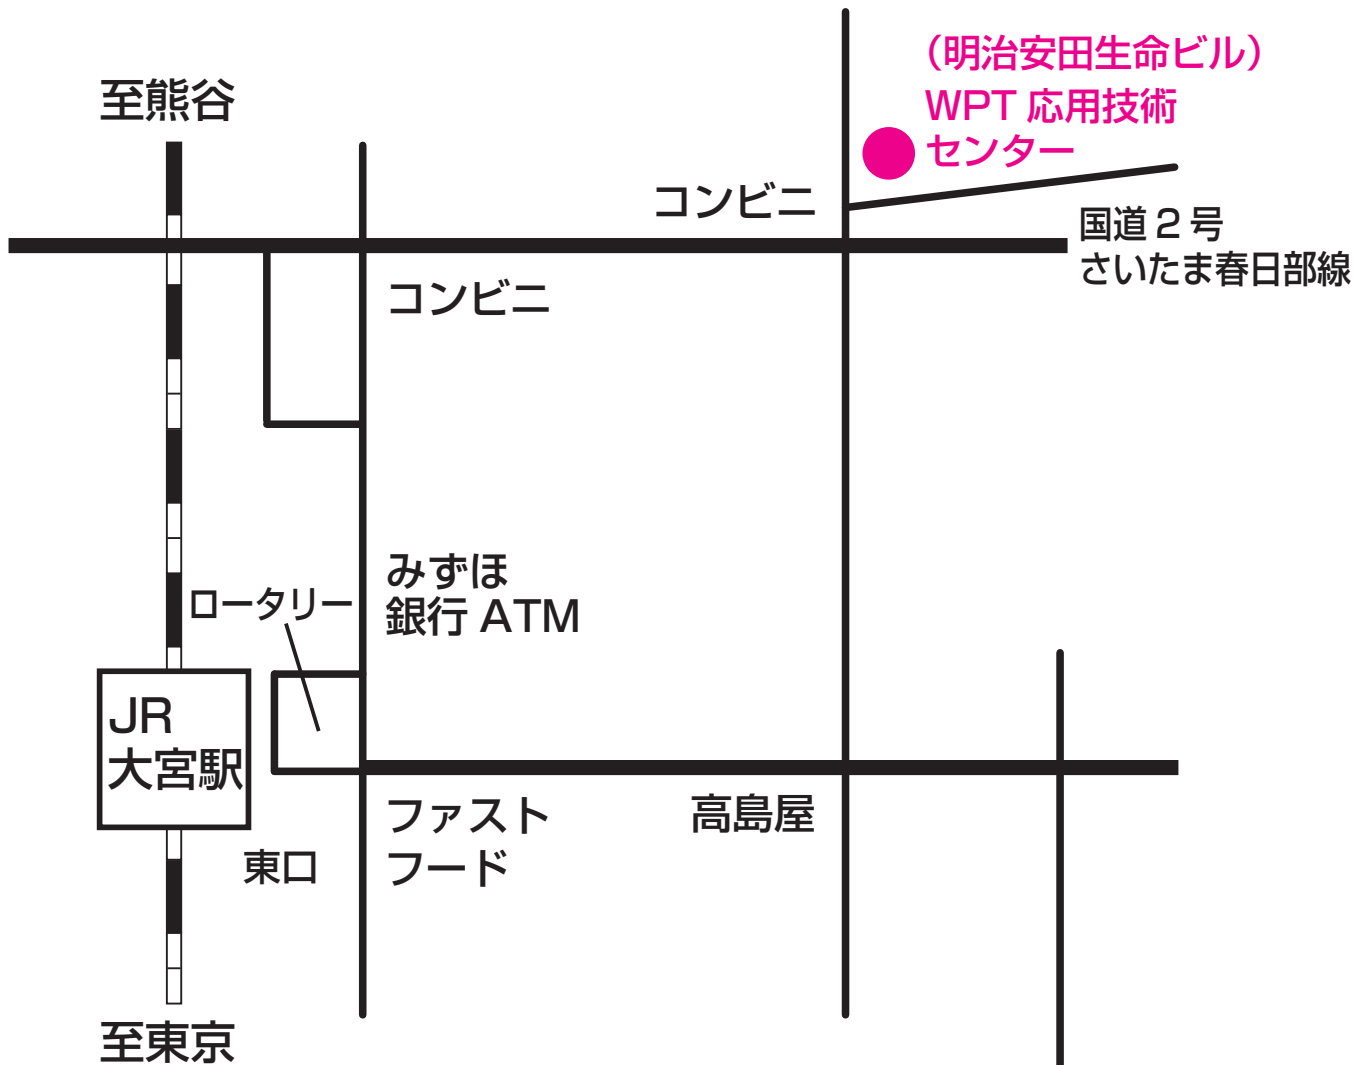 （明治安田生命ビル）
WPT 応用技術
センター
至熊谷
コンビニ
国道２号
さいたま春日部線
コンビニ
みずほ
銀行 ATM
ロータリー
JR
大宮駅
ファスト
フード
高島屋
東口
至東京